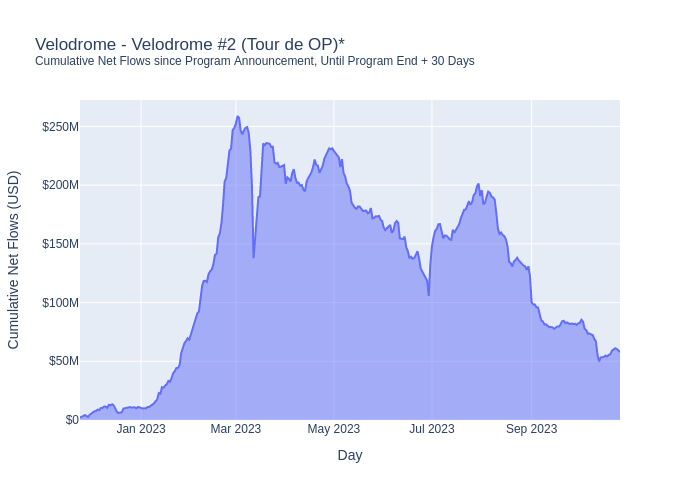 Velodrome - Velodrome #2 (Tour de OP)*
Cumulative Net Flows since Program Announcement, Until Program End + 30 Days
$250M
$200M
$150M
$100M
$50M
$0
Cumulative Net Flows (USD)
Jan 2023 Mar 2023 May 2023 Jul 2023 Sep 2023
Day